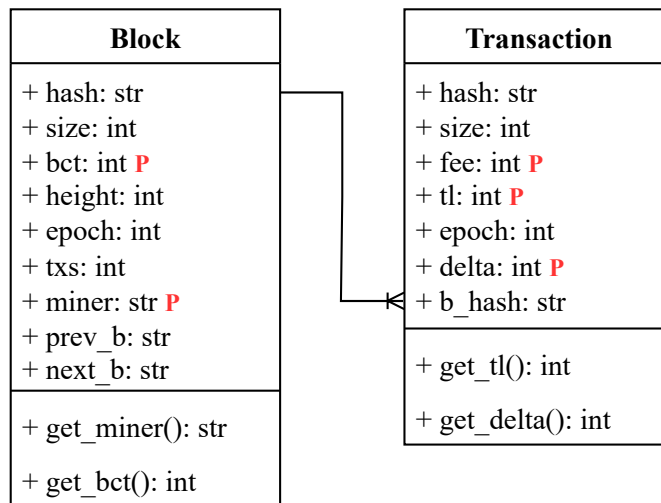 Block
+ hash: str
+ size: int
+ bct: int P
+ height: int
+ epoch: int
+ txs: int
+ miner: str P
+ prev_b: str
+ next_b: str
+ get_miner(): str
+ get_bct(): int
Transaction
+ hash: str
+ size: int
+ fee: int P
+ tl: int P
+ epoch: int
+ delta: int P
+ b_hash: str
+ get_tl(): int
+ get_delta(): int